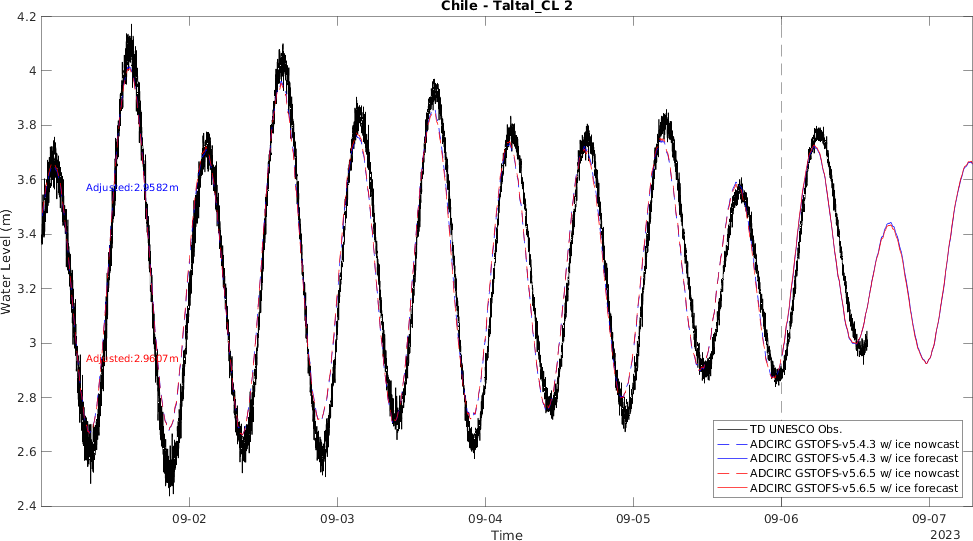 Chile - Taltal_CL 2
4.2
4
3.8
3.6
3.4
3.2
3
2.8
2.6
2.4
Water Level (m)
Adjusted:2.9582m
Adjusted:2.9607m
TD UNESCO Obs.
ADCIRC GSTOFS-v5.4.3 w/ ice nowcast
ADCIRC GSTOFS-v5.4.3 w/ ice forecast
ADCIRC GSTOFS-v5.6.5 w/ ice nowcast
ADCIRC GSTOFS-v5.6.5 w/ ice forecast
09-02 09-03 09-04 09-05 09-06 09-07
Time
2023